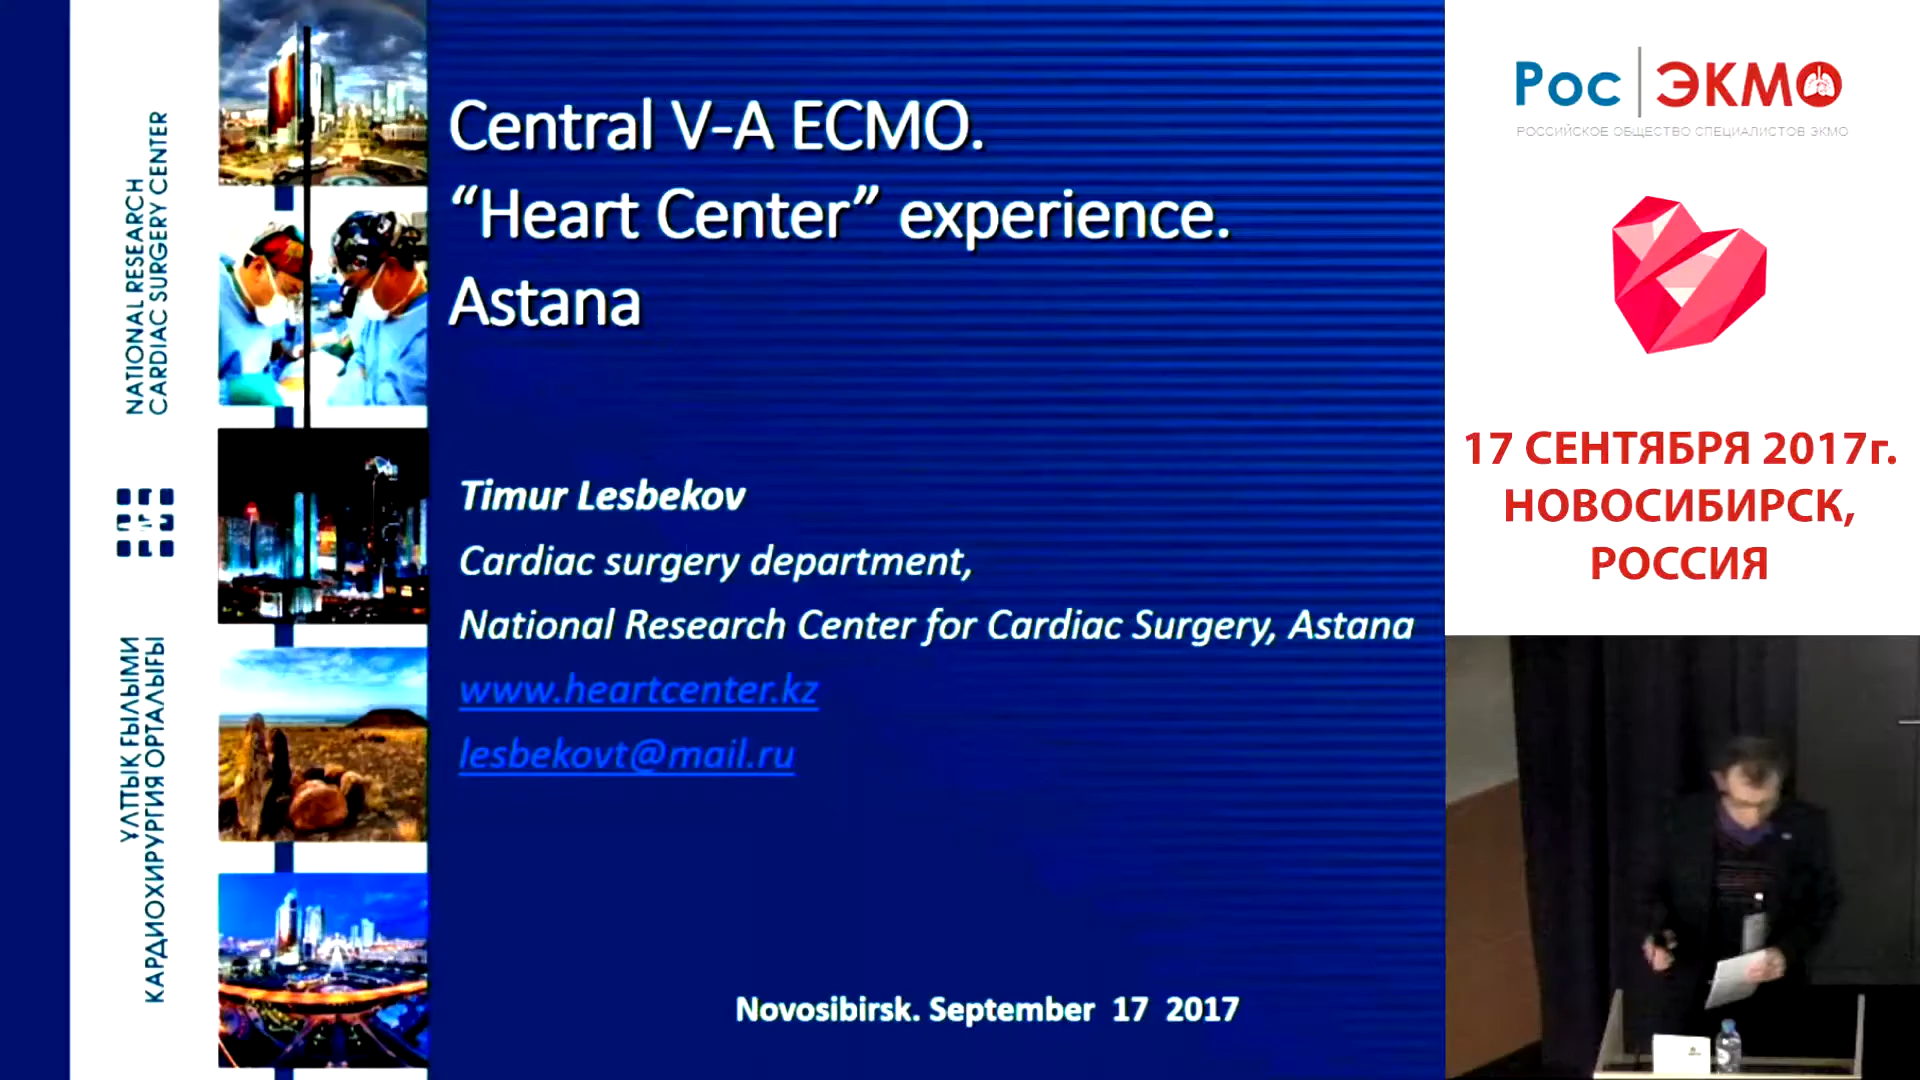 NATIONAL RESEARCH
CARDIAC SURGERY CENTER
ҰЛТТЫҚ ҒЫЛЫМИ
КАРДИОХИРУРГИЯ ОРТАЛЫҒЫ
Central V-A ECMO.
“Heart Center” experience.
Astana
Timur Lesbekov
Cardiac surgery department,
National Research Center for Cardiac Surgery, Astana
www.heartcenter.kz
lesbekovt@mail.ru
Novosibirsk. September 17 2017
Рос ЭКМО
РОССИЙСКОЕ ОБЩЕСТВО СПЕЦИАЛИСТОВ ЭКМО
17 СЕНТЯБРЯ 2017г.
НОВОСИБИРСК,
РОССИЯ